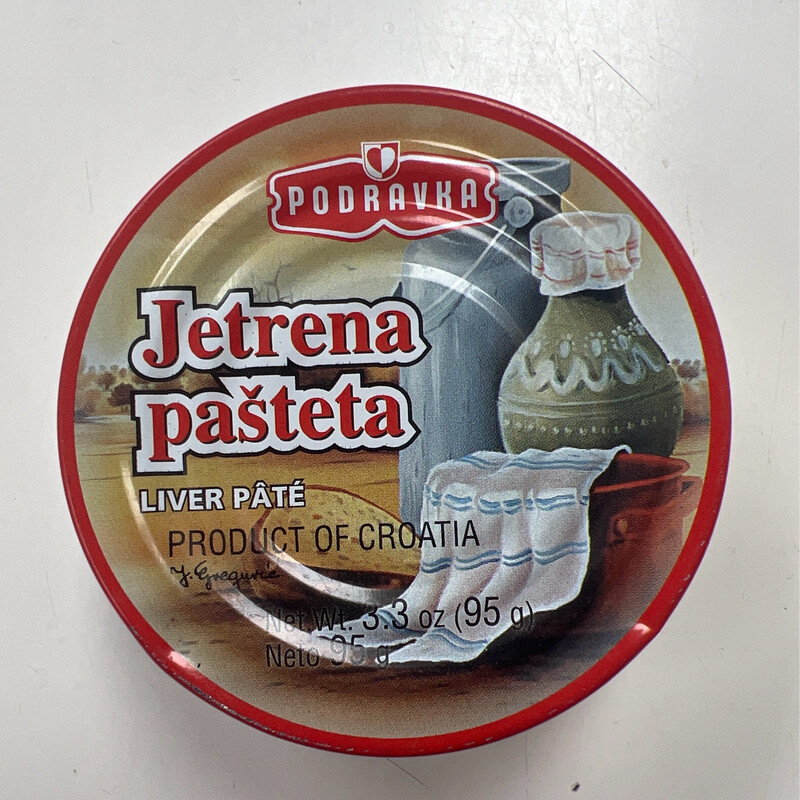 PODRAVKA
Jetrena
pašteta
LIVER PÂTÉ
PRODUCT OF CROATIA
Net Wt. 3.3 oz (95 g)
Neto 95 g